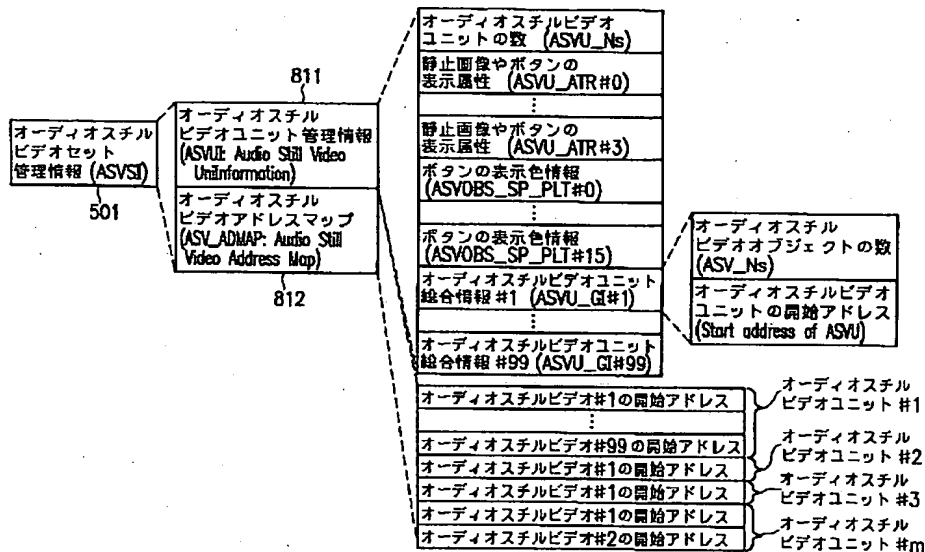 オーディオスチル
ビデオセット
管理情報 (ASVSI)
501
811
オーディオスチル
ビデオユニット管理情報
(ASVUI: Audio Still Video
UniInformation)
オーディオスチル
ビデオアドレスマップ
(ASV_ADMAP: Audio Still
Video Address Map)
812
オーディオスチルビデオ
ユニットの数 (ASVU_Ns)
静止画像やボタンの
表示属性 (ASVU_ATR#0)
⋮
静止画像やボタンの
表示属性 (ASVU_ATR#3)
ボタンの表示色情報
(ASVOBS_SP_PLT#0)
⋮
ボタンの表示色情報
(ASVOBS_SP_PLT#15)
オーディオスチルビデオユニット
総合情報 #1 (ASVU_GI#1)
⋮
オーディオスチルビデオユニット
総合情報 #99 (ASVU_GI#99)
オーディオスチル
ビデオオブジェクトの数
(ASV_Ns)
オーディオスチルビデオ
ユニットの開始アドレス
(Start address of ASVU)
オーディオスチルビデオ#1の開始アドレス
⋮
オーディオスチルビデオ#99の開始アドレス
オーディオスチルビデオ#1の開始アドレス
オーディオスチルビデオ#1の開始アドレス
オーディオスチルビデオ#1の開始アドレス
オーディオスチルビデオ#2の開始アドレス
オーディオスチル
ビデオユニット #1
オーディオスチル
ビデオユニット #2
オーディオスチル
ビデオユニット #3
オーディオスチル
ビデオユニット #m